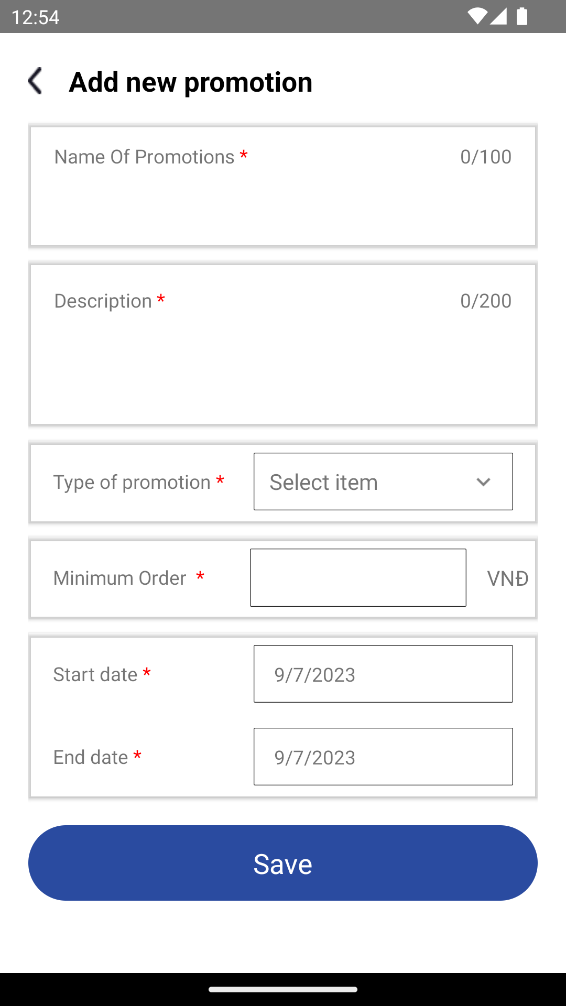 12:54
Add new promotion
Name Of Promotions * 0/100
Description * 0/200
Type of promotion * Select item
Minimum Order * VNĐ
Start date * 9/7/2023
End date * 9/7/2023
Save